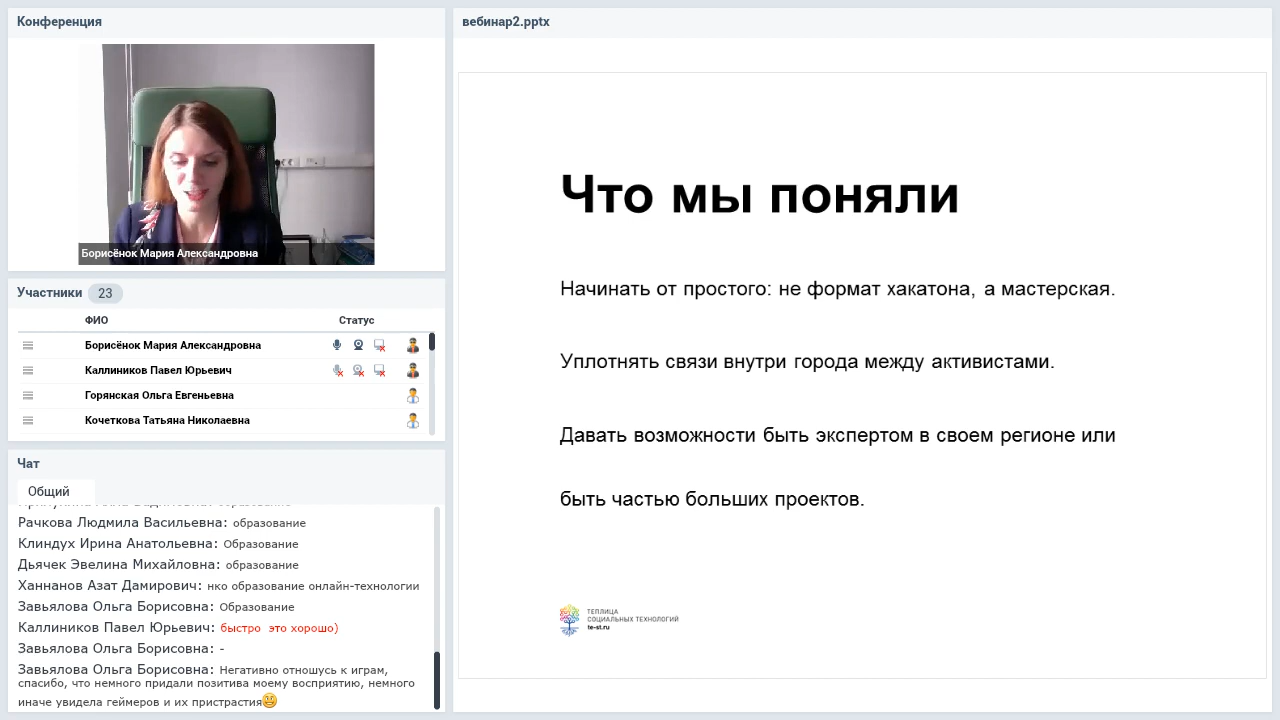 Конференция
Борисёнок Мария Александровна
Участники 23
ФИО Статус
Борисёнок Мария Александровна
Каллиников Павел Юрьевич
Горянская Ольга Евгеньевна
Кочеткова Татьяна Николаевна
Чат
Общий
Рачкова Людмила Васильевна: образование
Клиндух Ирина Анатольевна: Образование
Дьячек Эвелина Михайловна: образование
Ханнанов Азат Дамирович: нко образование онлайн-технологии
Завьялова Ольга Борисовна: Образование
Каллиников Павел Юрьевич: быстро это хорошо)
Завьялова Ольга Борисовна: -
Завьялова Ольга Борисовна: Негативно отношусь к играм,
спасибо, что немного придали позитива моему восприятию, немного
иначе увидела геймеров и их пристрастия
вебинар2.pptx
Что мы поняли
Начинать от простого: не формат хакатона, а мастерская.
Уплотнять связи внутри города между активистами.
Давать возможности быть экспертом в своем регионе или
быть частью больших проектов.
ТЕПЛИЦА
СОЦИАЛЬНЫХ ТЕХНОЛОГИЙ
te-st.ru